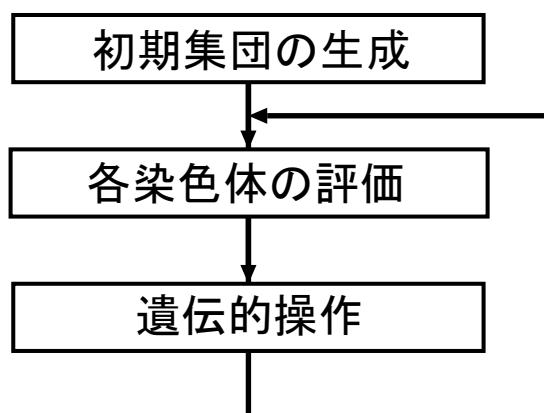 初期集団の生成
各染色体の評価
遺伝的操作